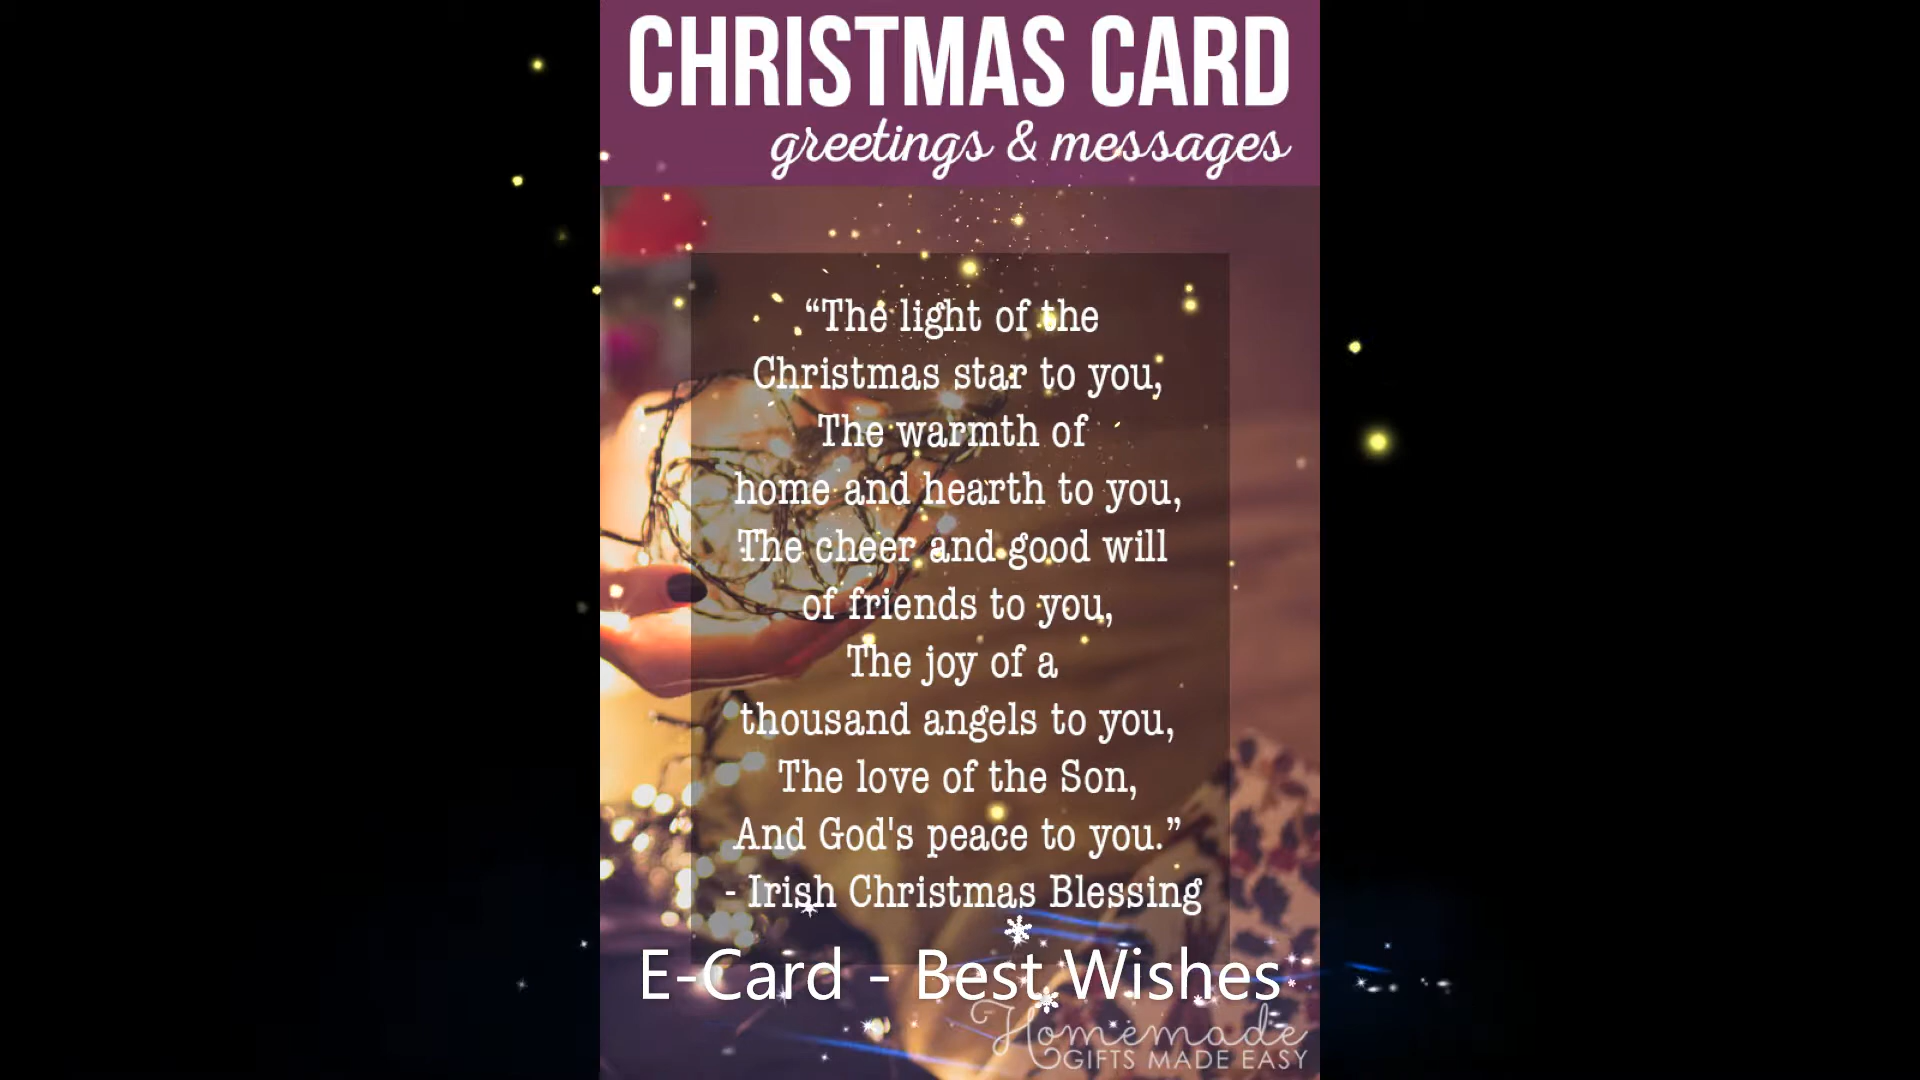 CHRISTMAS CARD
greetings & messages
“The light of the
Christmas star to you,
The warmth of
home and hearth to you,
The cheer and good will
of friends to you,
The joy of a
thousand angels to you,
The love of the Son,
And God's peace to you.”
- Irish Christmas Blessing
E-Card - Best Wishes
Homemade
GIFTS MADE EASY